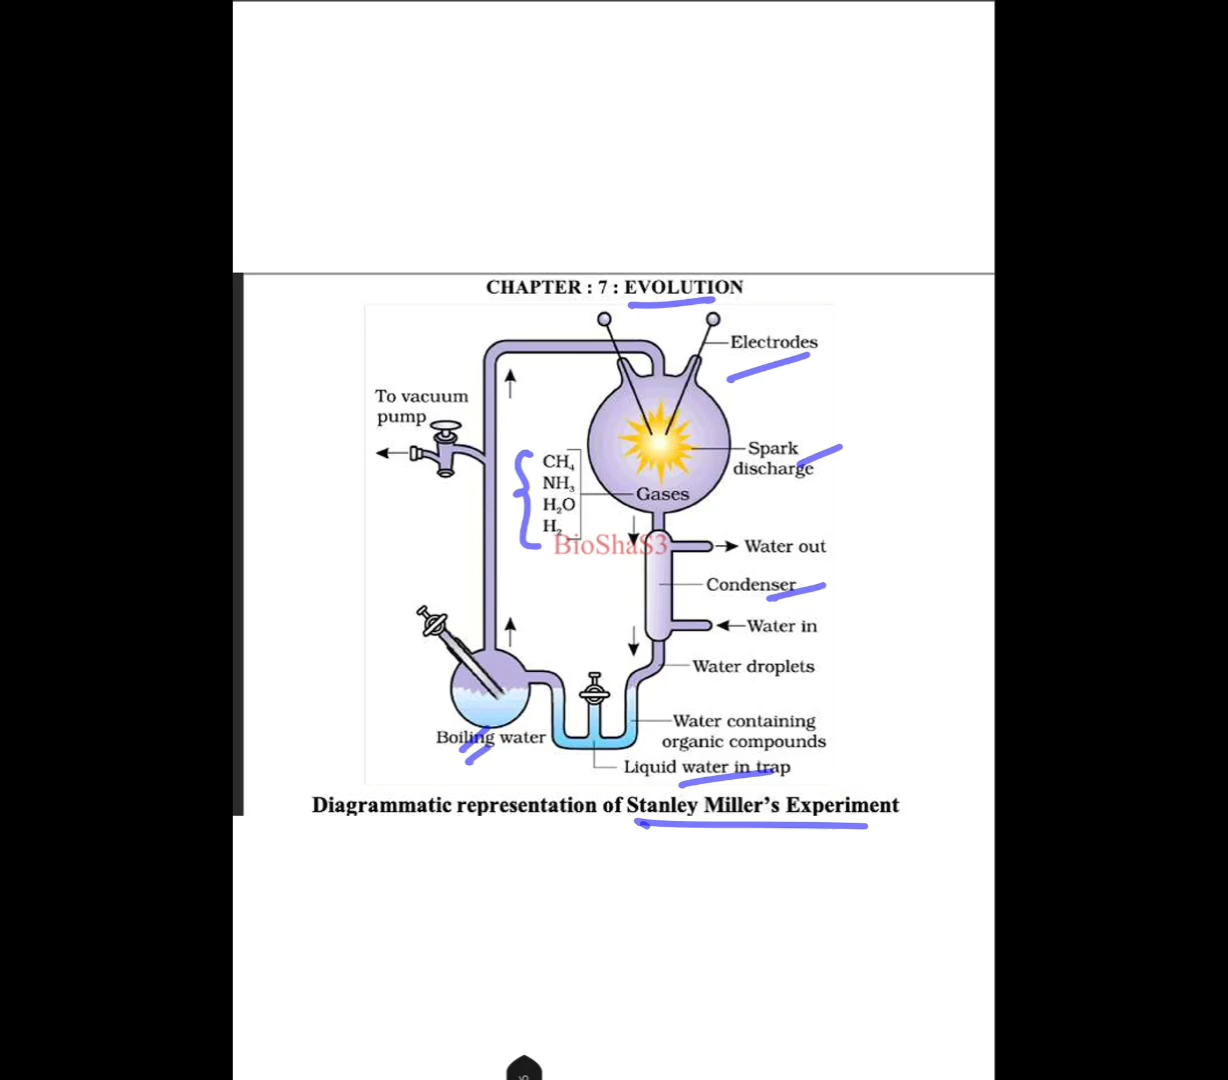 CHAPTER : 7 : EVOLUTION
Electrodes
To vacuum
pump
Spark
discharge
CH₄
NH₃
H₂O
H₂
Gases
BioShaS3
Water out
Condenser
Water in
Water droplets
Water containing
organic compounds
Boiling water
Liquid water in trap
Diagrammatic representation of Stanley Miller's Experiment